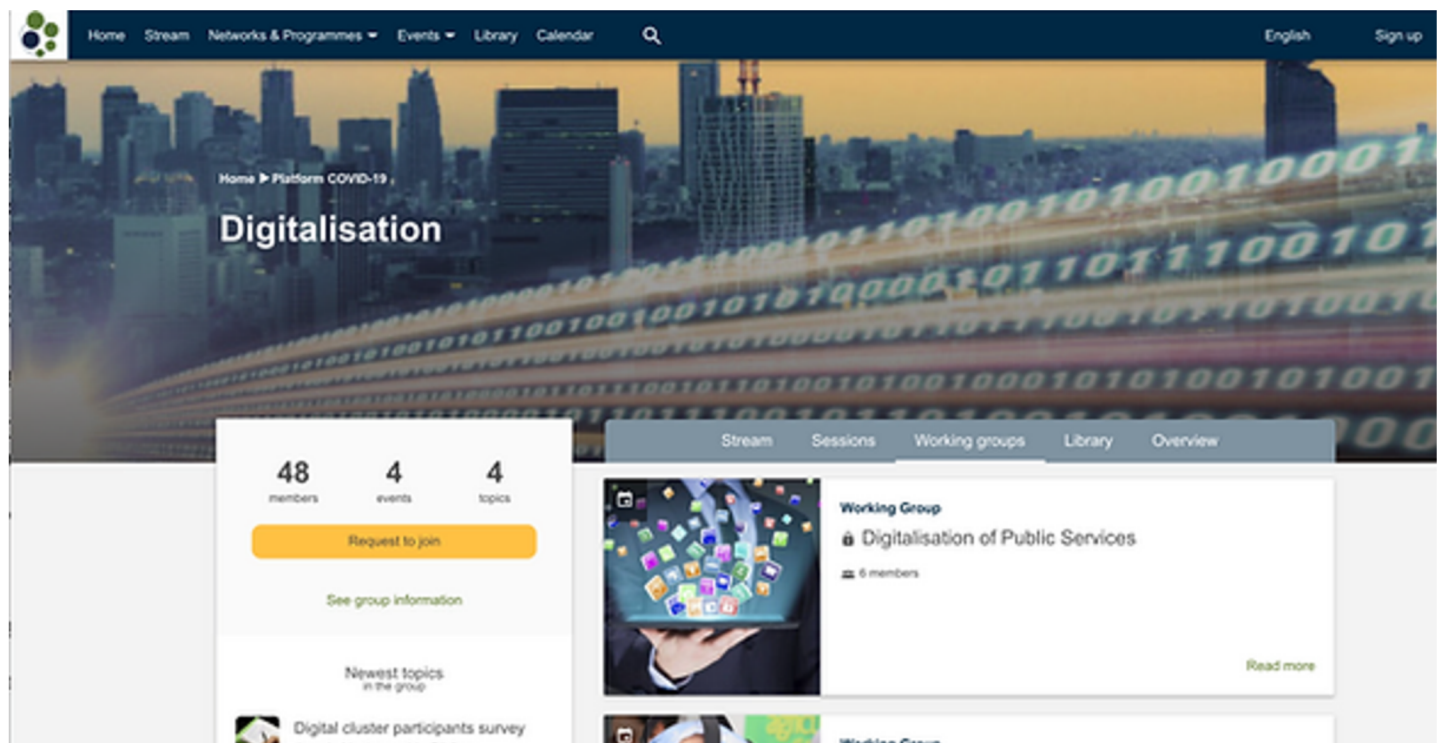 Home Stream Networks & Programmes Events Library Calendar English Sign up
Home Platform COVID-19
Digitalisation
48 members
4 events
4 topics
Request to join
See group information
Newest topics
in the group
Digital cluster participants survey
Stream Sessions Working groups Library Overview
Working Group
Digitalisation of Public Services
6 members
Read more
Working Group